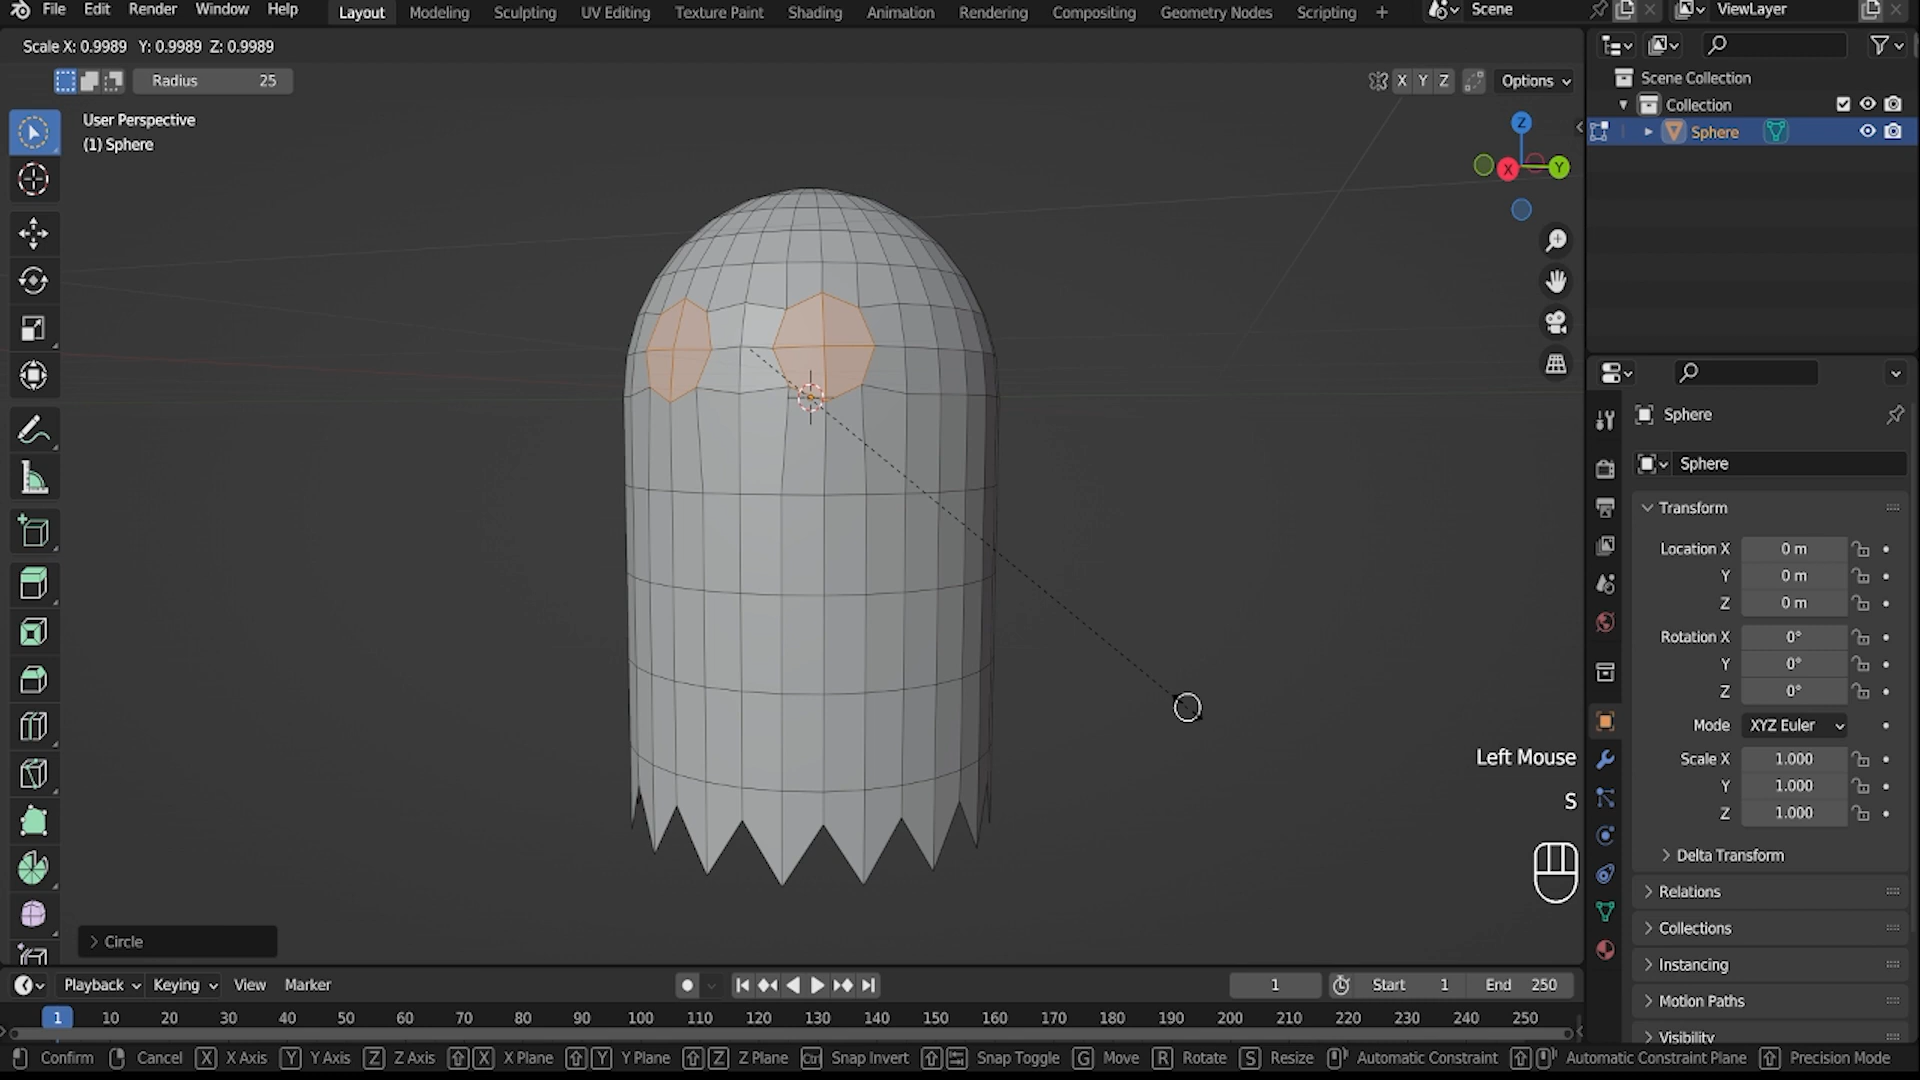 File Edit Render Window Help
Layout Modeling Sculpting UV Editing Texture Paint Shading Animation Rendering Compositing Geometry Nodes Scripting +
Scene
ViewLayer
Scale X: 0.9989 Y: 0.9989 Z: 0.9989
Radius 25
X Y Z
Options
User Perspective
(1) Sphere
Z
X
Y
Scene Collection
Collection
Sphere
Sphere
Sphere
Transform
Location X 0 m
Y 0 m
Z 0 m
Rotation X 0°
Y 0°
Z 0°
Mode XYZ Euler
Scale X 1.000
Y 1.000
Z 1.000
Delta Transform
Relations
Collections
Instancing
Motion Paths
Visibility
Left Mouse
S
Circle
Playback Keying View Marker
1
Start 1
End 250
1 10 20 30 40 50 60 70 80 90 100 110 120 130 140 150 160 170 180 190 200 210 220 230 240 250
Confirm Cancel X X Axis Y Y Axis Z Z Axis X X Plane Y Y Plane Z Z Plane Ctrl Snap Invert Snap Toggle G Move R Rotate S Resize Automatic Constraint Automatic Constraint Plane Precision Mode